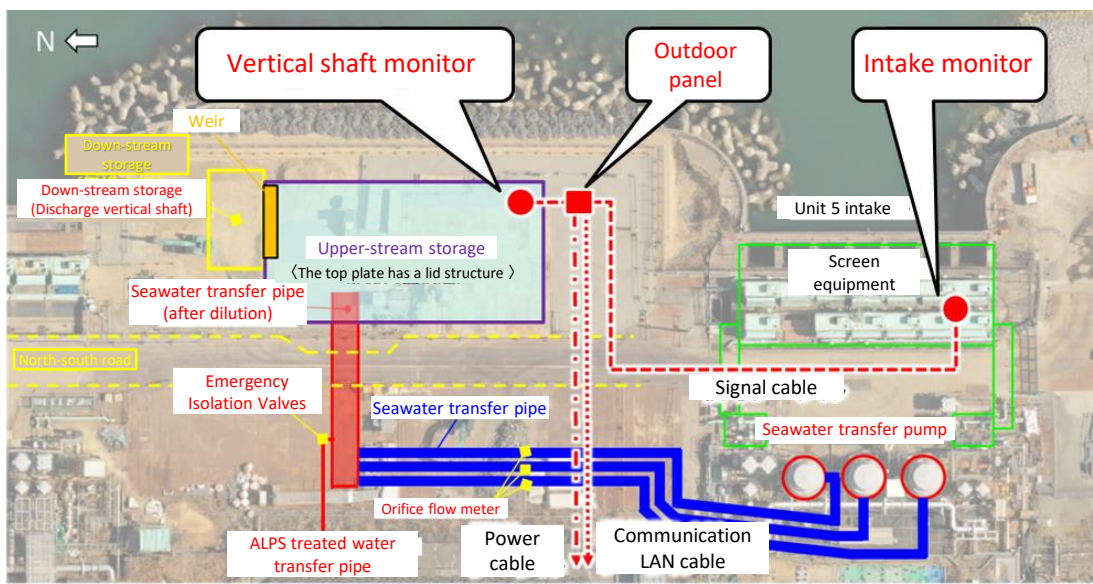 N
Vertical shaft monitor
Outdoor
panel
Intake monitor
Weir
Down-stream
storage
Down-stream storage
(Discharge vertical shaft)
Unit 5 intake
Upper-stream storage
〈The top plate has a lid structure 〉
Screen
equipment
Seawater transfer pipe
(after dilution)
North-south road
Emergency
Isolation Valves
Seawater transfer pipe
Signal cable
Seawater transfer pump
Orifice flow meter
ALPS treated water
transfer pipe
Power
cable
Communication
LAN cable